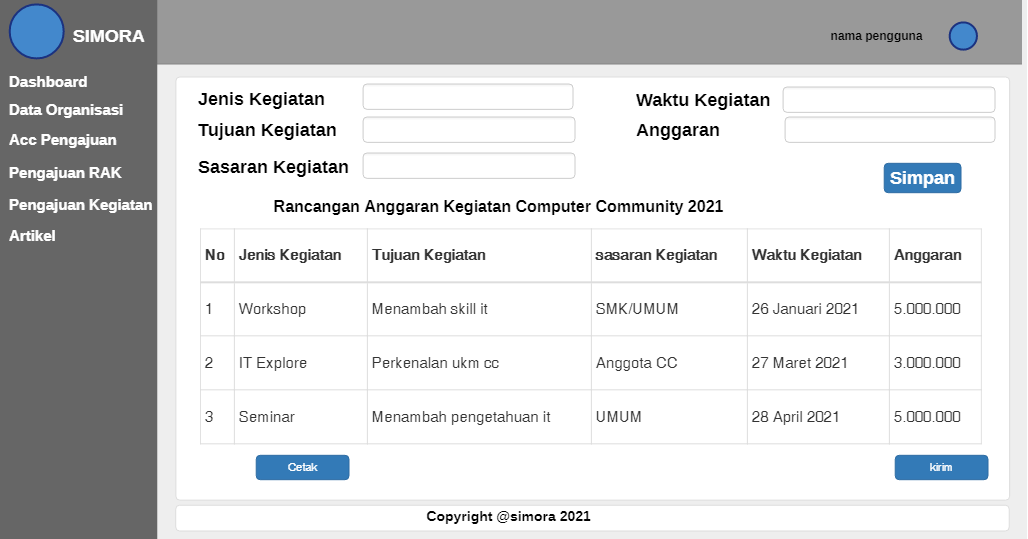 SIMORA
nama pengguna
Dashboard
Data Organisasi
Acc Pengajuan
Pengajuan RAK
Pengajuan Kegiatan
Artikel
Jenis Kegiatan
Waktu Kegiatan
Tujuan Kegiatan
Anggaran
Sasaran Kegiatan
Simpan
Rancangan Anggaran Kegiatan Computer Community 2021
No Jenis Kegiatan Tujuan Kegiatan sasaran Kegiatan Waktu Kegiatan Anggaran
1 Workshop Menambah skill it SMK/UMUM 26 Januari 2021 5.000.000
2 IT Explore Perkenalan ukm cc Anggota CC 27 Maret 2021 3.000.000
3 Seminar Menambah pengetahuan it UMUM 28 April 2021 5.000.000
Cetak
kirim
Copyright @simora 2021